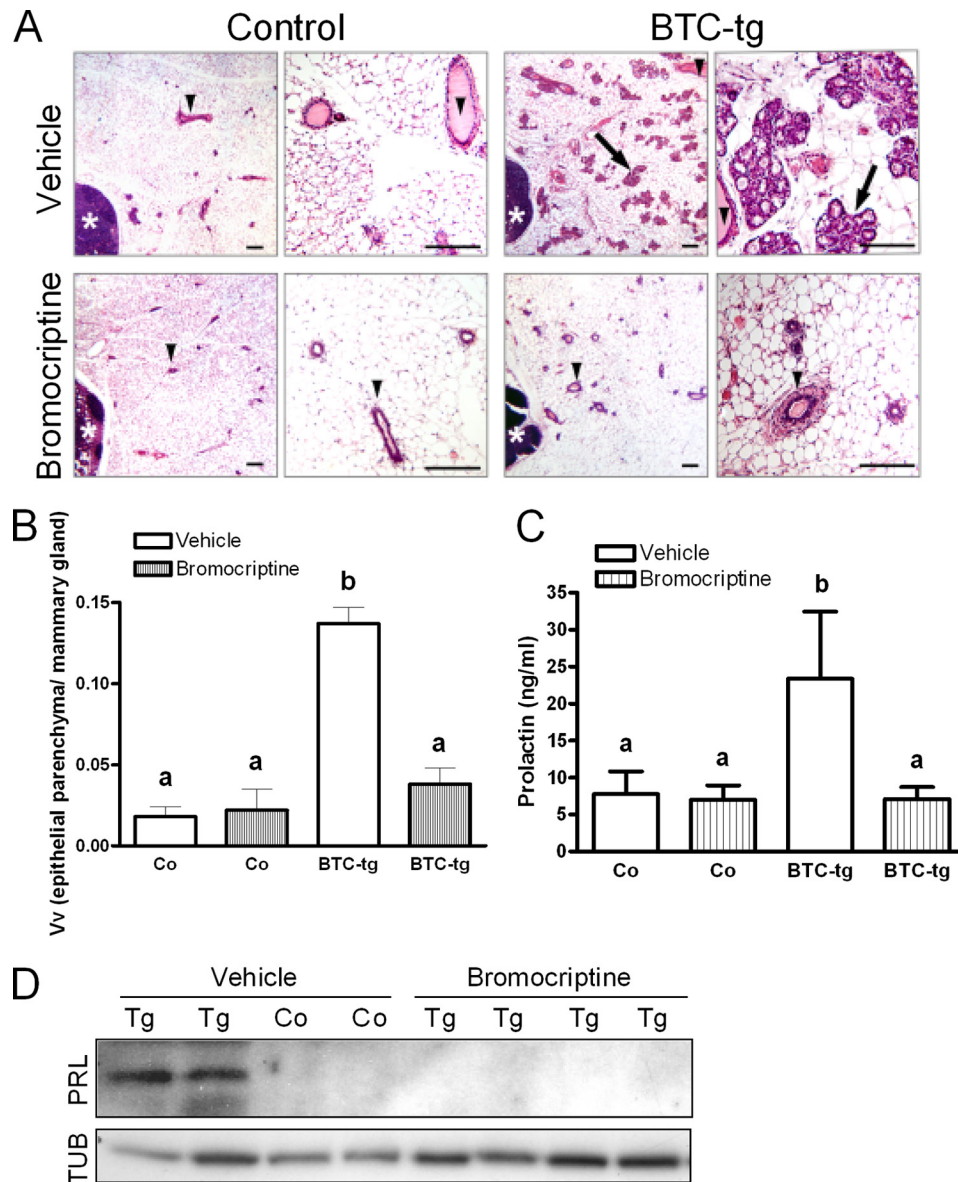 A
Control BTC-tg
Vehicle
* *
Bromocriptine
* *
B
Vehicle
Bromocriptine
Vv (epithelial parenchyma/ mammary gland)
0.15
0.10
0.05
0.00
a a b a
Co Co BTC-tg BTC-tg
C
Vehicle
Bromocriptine
Prolactin (ng/ml)
35
30
25
20
15
10
5
0
a a b a
Co Co BTC-tg BTC-tg
D
Vehicle Bromocriptine
Tg Tg Co Co Tg Tg Tg Tg
PRL
TUB